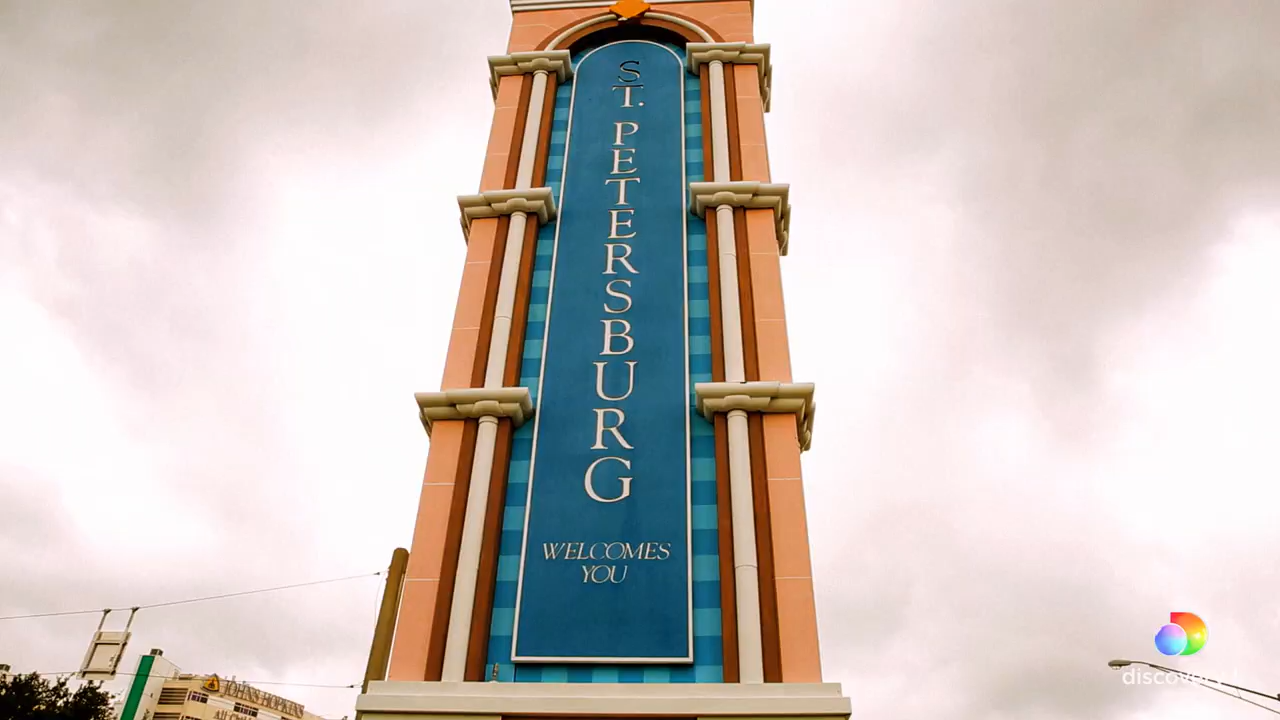 ST. PETERSBURG
WELCOMES
YOU
JOHNS HOPKINS
discovery